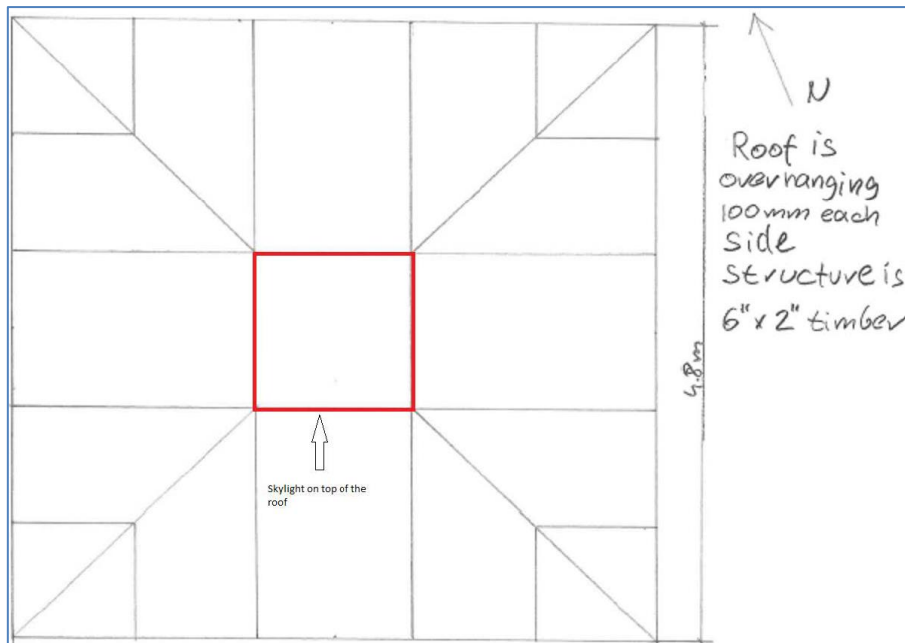 N
Roof is
overhanging
100mm each
side
structure is
6"x 2" timber
4.8m
Skylight on top of the
roof